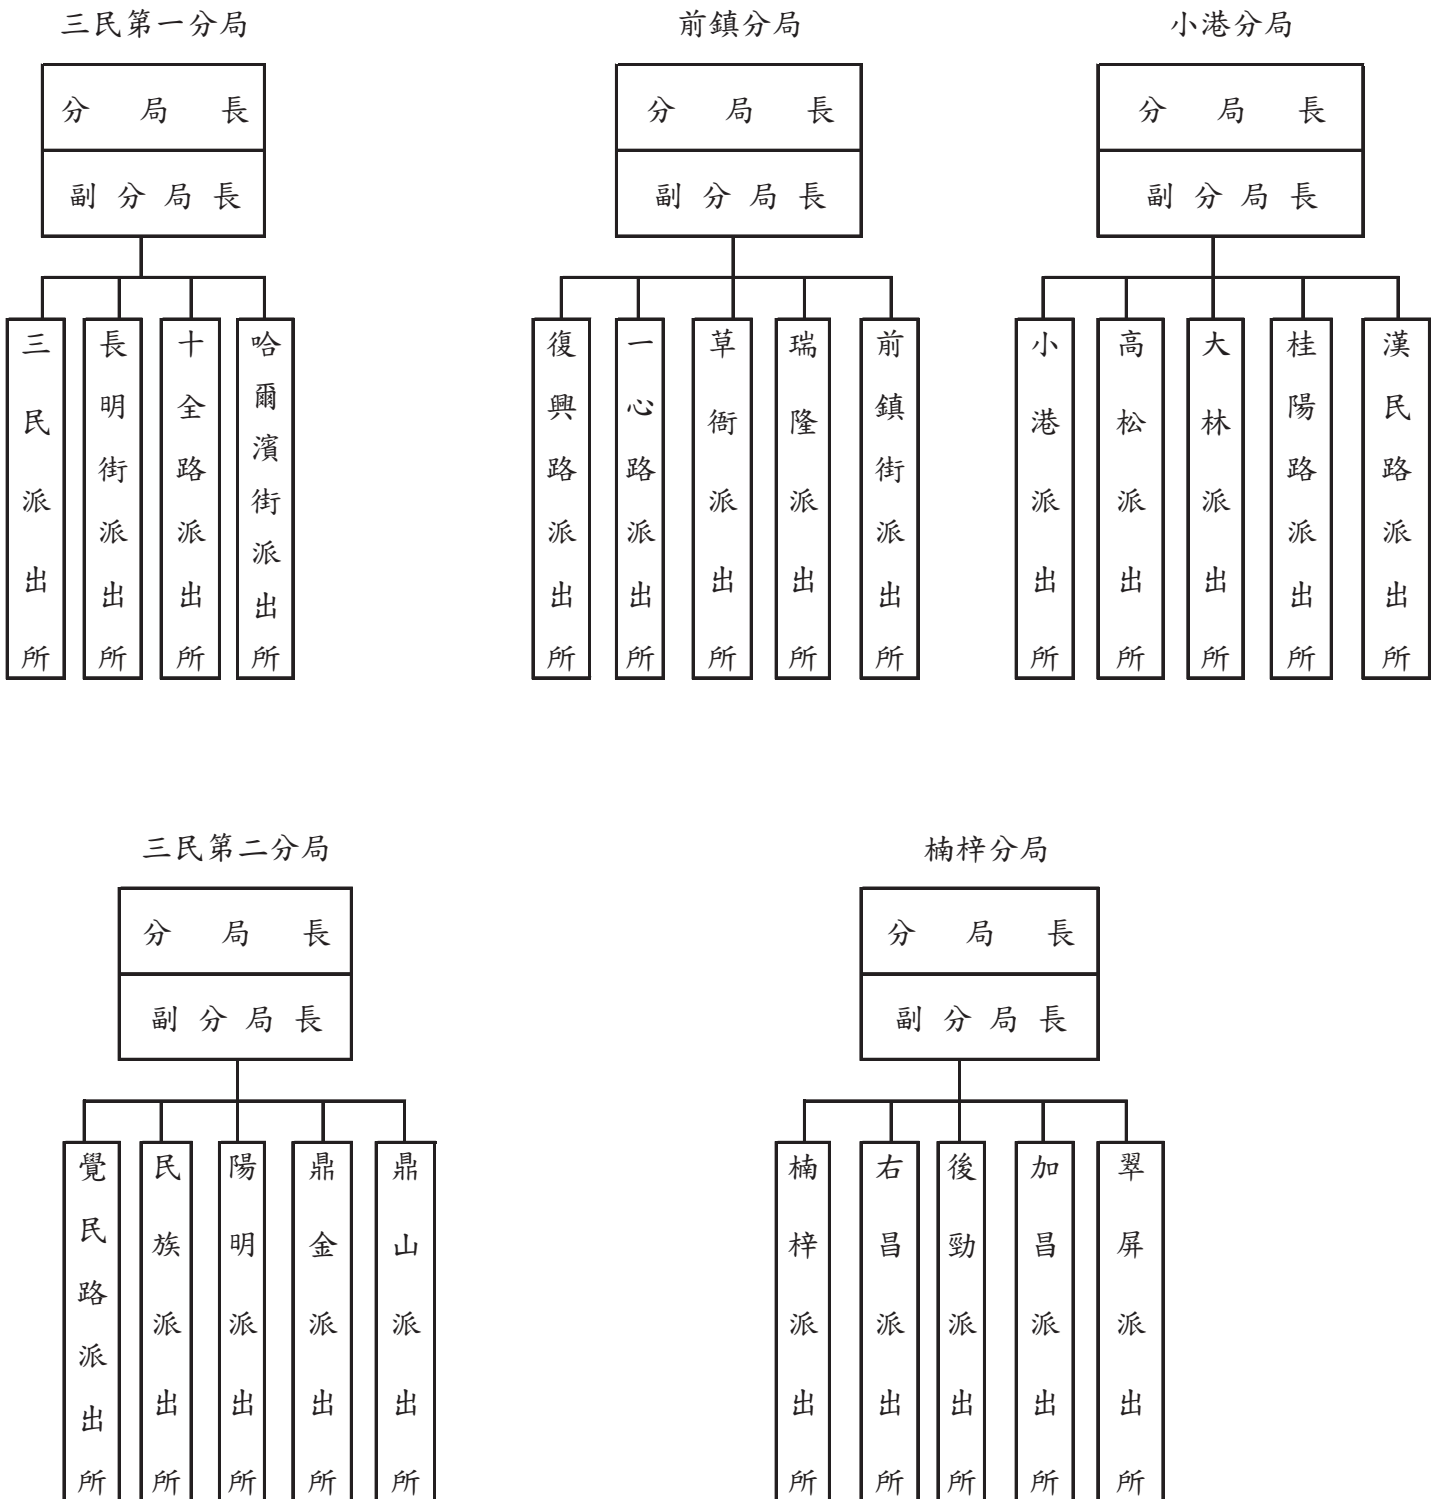 三民第一分局
分局長
副分局長
三民派出所
長明街派出所
十全路派出所
哈爾濱街派出所
前鎮分局
分局長
副分局長
復興路派出所
一心路派出所
草衙派出所
瑞隆派出所
前鎮街派出所
小港分局
分局長
副分局長
小港派出所
高松派出所
大林派出所
桂陽路派出所
漢民路派出所
三民第二分局
分局長
副分局長
覺民路派出所
民族派出所
陽明派出所
鼎金派出所
鼎山派出所
楠梓分局
分局長
副分局長
楠梓派出所
右昌派出所
後勁派出所
加昌派出所
翠屏派出所